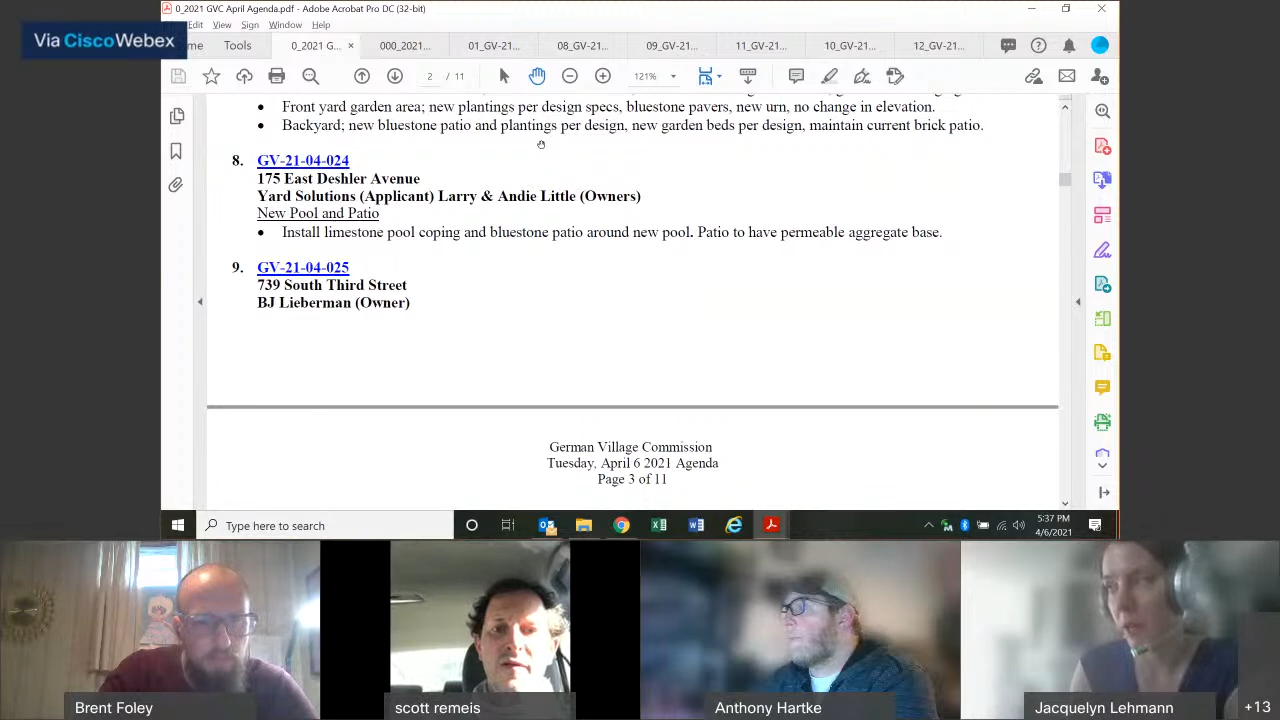 0_2021 GVC April Agenda.pdf - Adobe Acrobat Pro DC (32-bit)
Edit View Sign Window Help
Via Cisco Webex
me Tools 0_2021 G... × 0002021... 01_GV-21... 08_GV-21... 09_GV-21... 11_GV-21... 10_GV-21... 12_GV-21...
2 / 11 121%
• Front yard garden area; new plantings per design specs, bluestone pavers, new urn, no change in elevation.
• Backyard; new bluestone patio and plantings per design, new garden beds per design, maintain current brick patio.
8. GV-21-04-024
175 East Deshler Avenue
Yard Solutions (Applicant) Larry & Andie Little (Owners)
New Pool and Patio
• Install limestone pool coping and bluestone patio around new pool. Patio to have permeable aggregate base.
9. GV-21-04-025
739 South Third Street
BJ Lieberman (Owner)
German Village Commission
Tuesday, April 6 2021 Agenda
Page 3 of 11
Type here to search
5:37 PM
4/6/2021
Brent Foley
scott remeis
Anthony Hartke
Jacquelyn Lehmann
+13